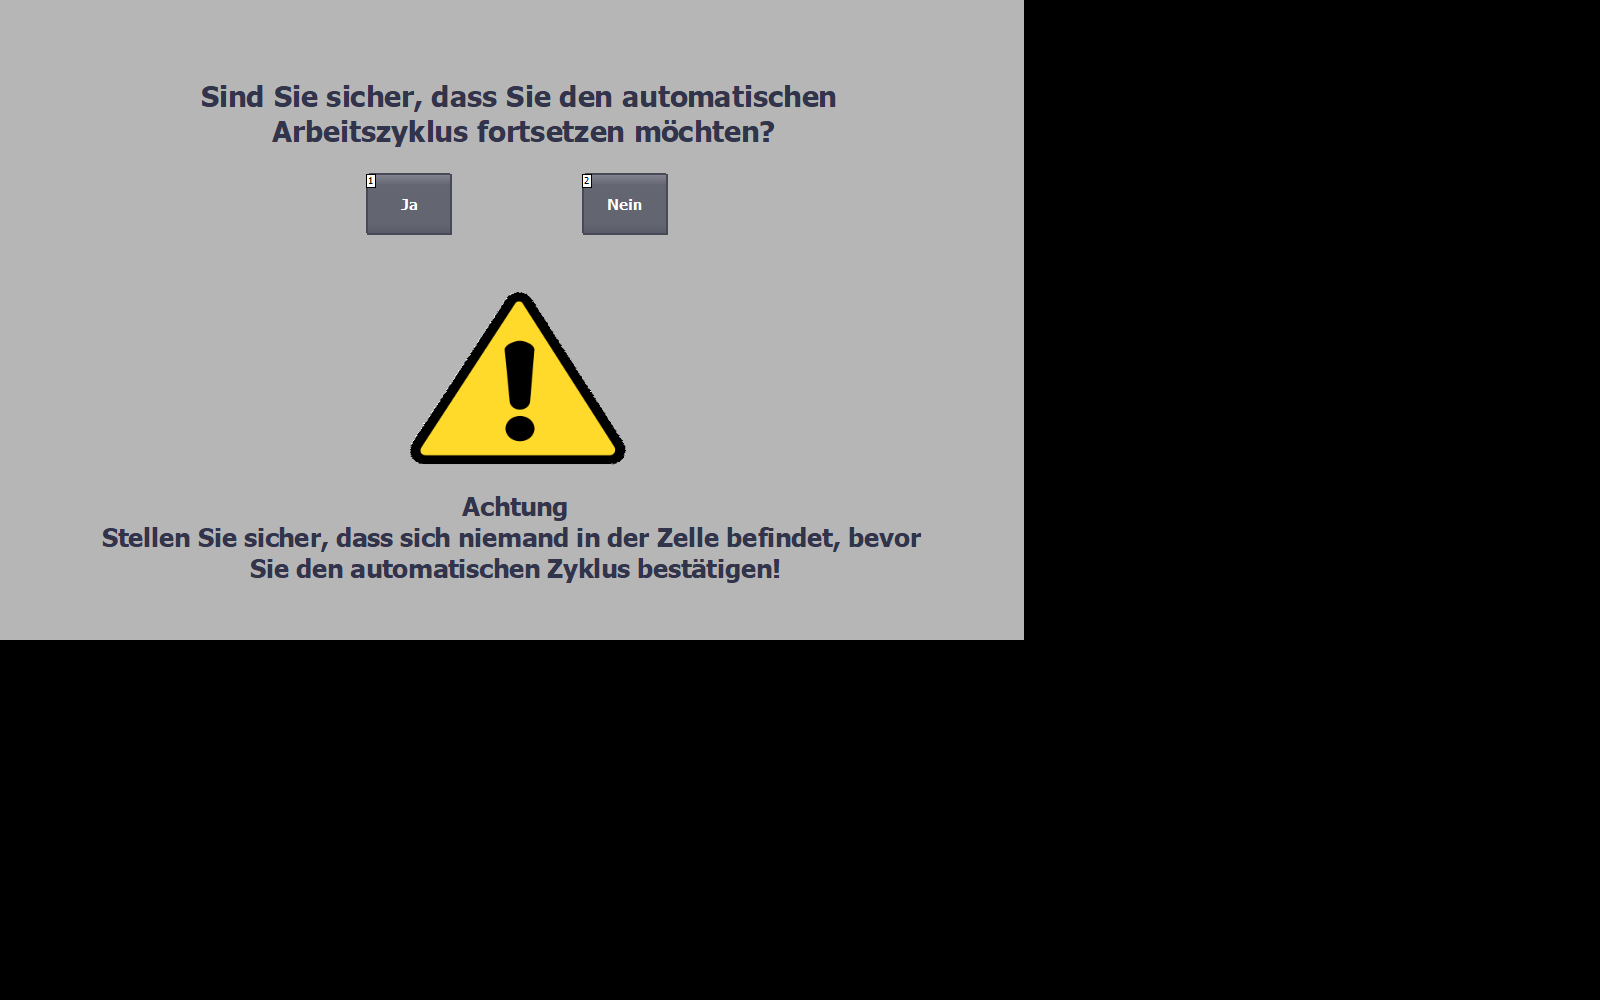 Sind Sie sicher, dass Sie den automatischen
Arbeitszyklus fortsetzen möchten?
1
Ja
2
Nein
Achtung
Stellen Sie sicher, dass sich niemand in der Zelle befindet, bevor
Sie den automatischen Zyklus bestätigen!